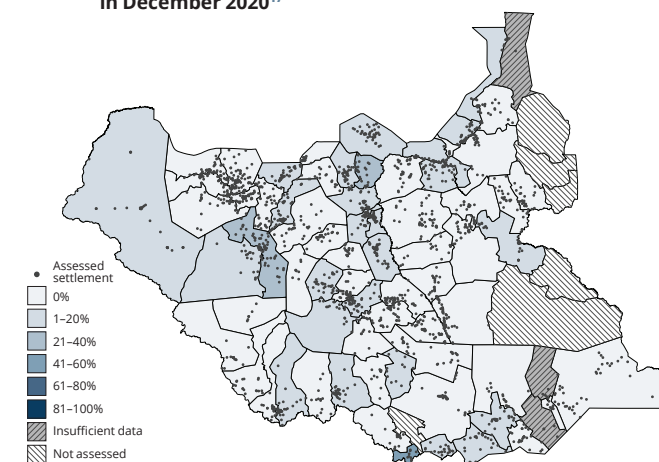 in December 2020
Assessed
settlement
0%
1–20%
21–40%
41–60%
61–80%
81–100%
Insufficient data
Not assessed